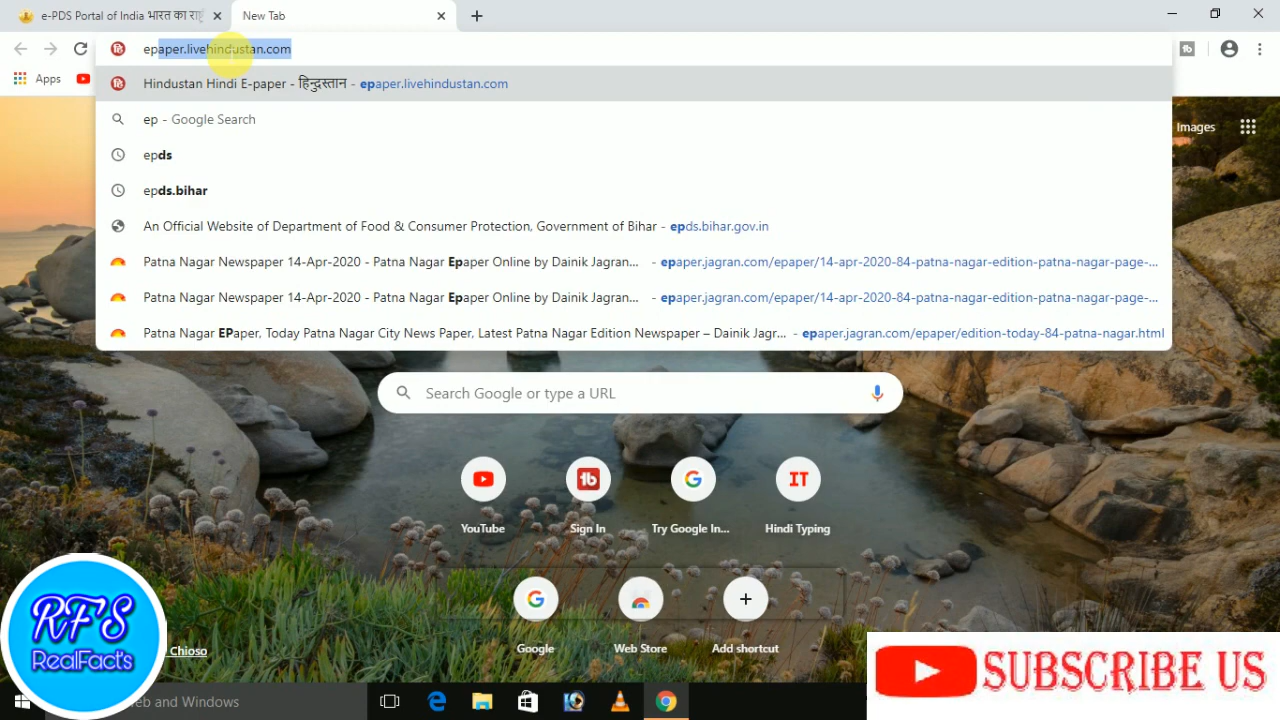 e-PDS Portal of India भारत का राष्ट्
New Tab
epaper.livehindustan.com
Apps
Hindustan Hindi E-paper - हिन्दुस्तान - epaper.livehindustan.com
ep - Google Search
epds
epds.bihar
An Official Website of Department of Food & Consumer Protection, Government of Bihar - epds.bihar.gov.in
Patna Nagar Newspaper 14-Apr-2020 - Patna Nagar Epaper Online by Dainik Jagran... - epaper.jagran.com/epaper/14-apr-2020-84-patna-nagar-edition-patna-nagar-page-...
Patna Nagar Newspaper 14-Apr-2020 - Patna Nagar Epaper Online by Dainik Jagran... - epaper.jagran.com/epaper/14-apr-2020-84-patna-nagar-edition-patna-nagar-page-...
Patna Nagar EPaper, Today Patna Nagar City News Paper, Latest Patna Nagar Edition Newspaper – Dainik Jagr... - epaper.jagran.com/epaper/edition-today-84-patna-nagar.html
Images
Search Google or type a URL
YouTube
Sign In
Try Google In...
IT
Hindi Typing
Google
Web Store
Add shortcut
RFS
RealFact's
Chioso
eb and Windows
SUBSCRIBE US